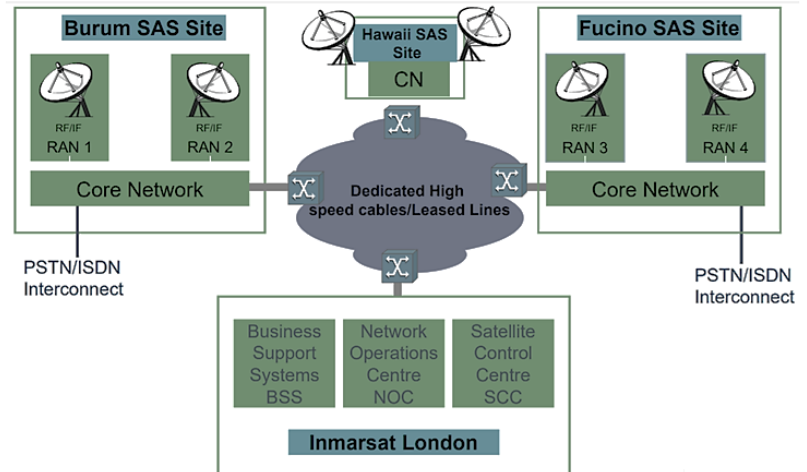 Burum SAS Site
RF/IF
RAN 1
RF/IF
RAN 2
Core Network
PSTN/ISDN
Interconnect
Hawaii SAS
Site
CN
Fucino SAS Site
RF/IF
RAN 3
RF/IF
RAN 4
Core Network
PSTN/ISDN
Interconnect
Dedicated High
speed cables/Leased Lines
Business
Support
Systems
BSS
Network
Operations
Centre
NOC
Satellite
Control
Centre
SCC
Inmarsat London